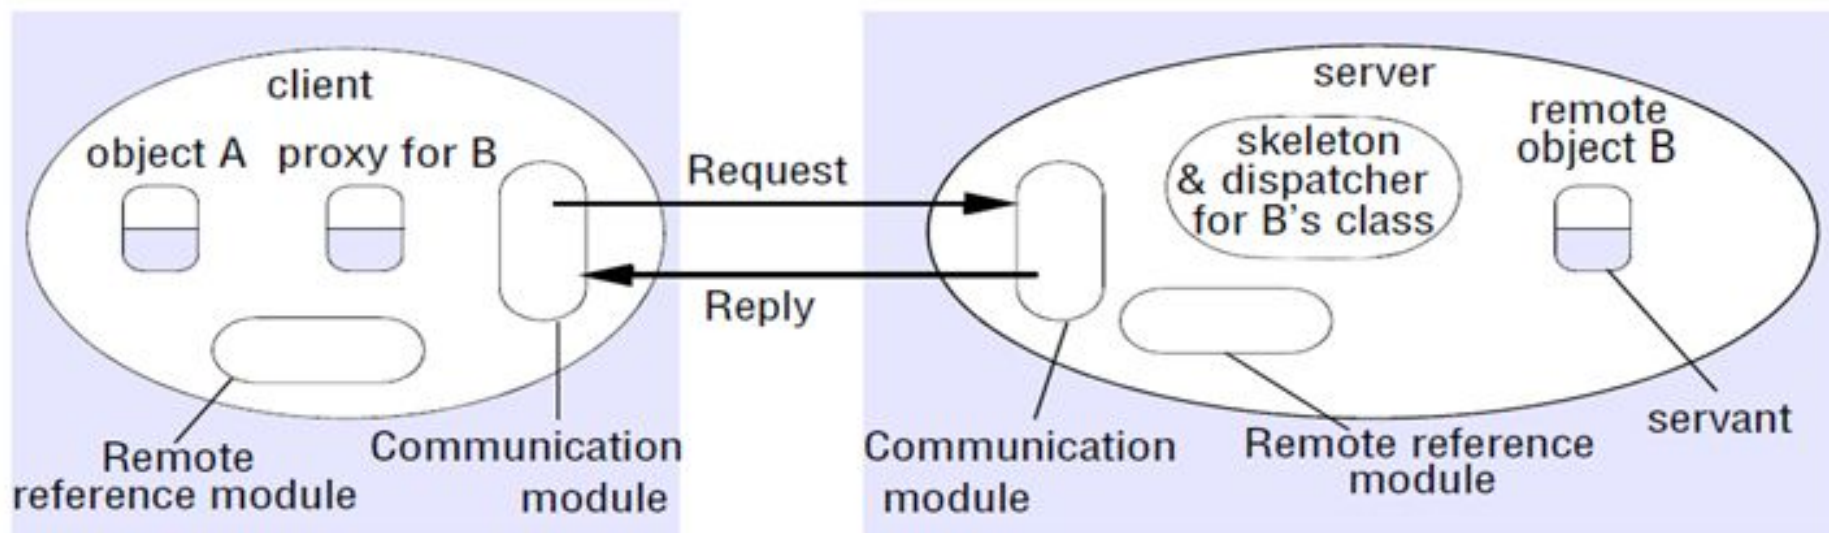 client
object A
proxy for B
Remote
reference module
Communication
module
Request
Reply
server
skeleton
& dispatcher
for B's class
remote
object B
Communication
module
Remote reference
module
servant